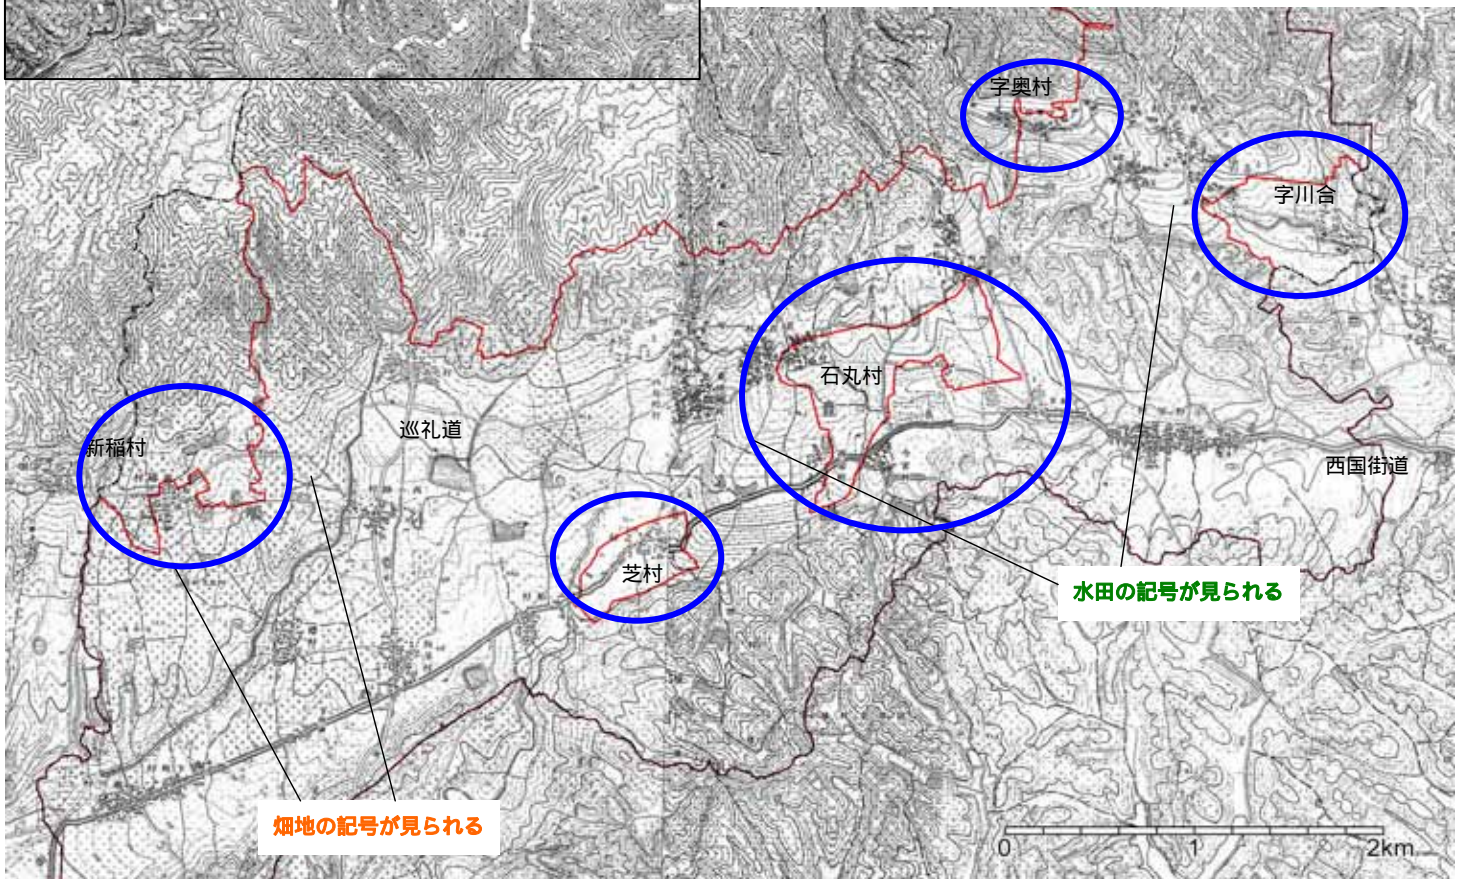 字奥村
字川合
石丸村
巡礼道
新稲村
西国街道
芝村
水田の記号が見られる
畑地の記号が見られる
0 1 2km